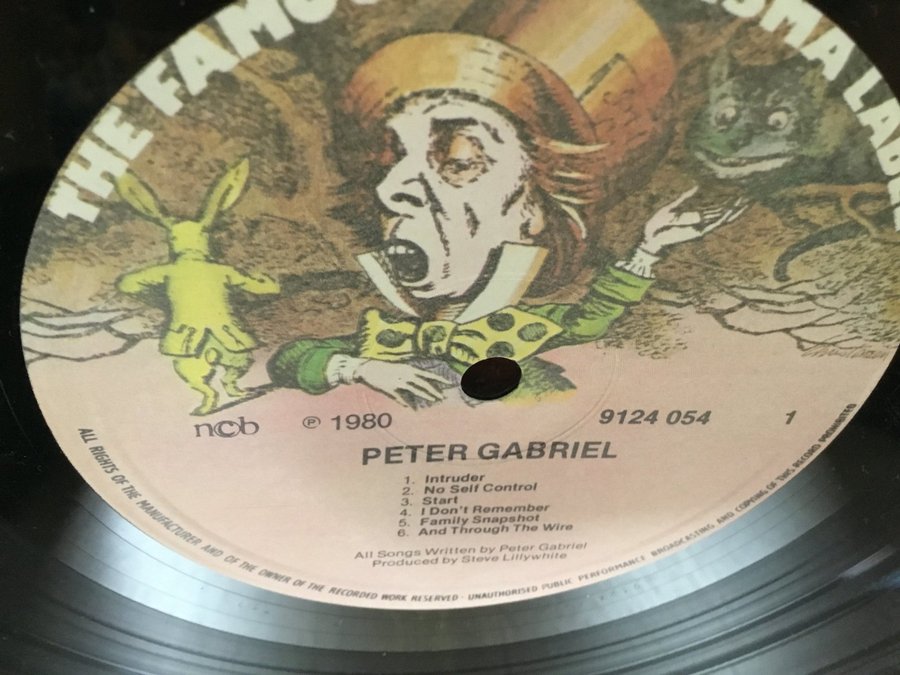 THE FAMOUS CHARISMA LABEL
ncb ℗ 1980 9124 054 1
PETER GABRIEL
1. Intruder
2. No Self Control
3. Start
4. I Don't Remember
5. Family Snapshot
6. And Through The Wire
All Songs Written by Peter Gabriel
Produced by Steve Lillywhite
ALL RIGHTS OF THE MANUFACTURER AND OF THE OWNER OF THE RECORDED WORK RESERVED · UNAUTHORISED PUBLIC PERFORMANCE BROADCASTING AND COPYING OF THIS RECORD PROHIBITED